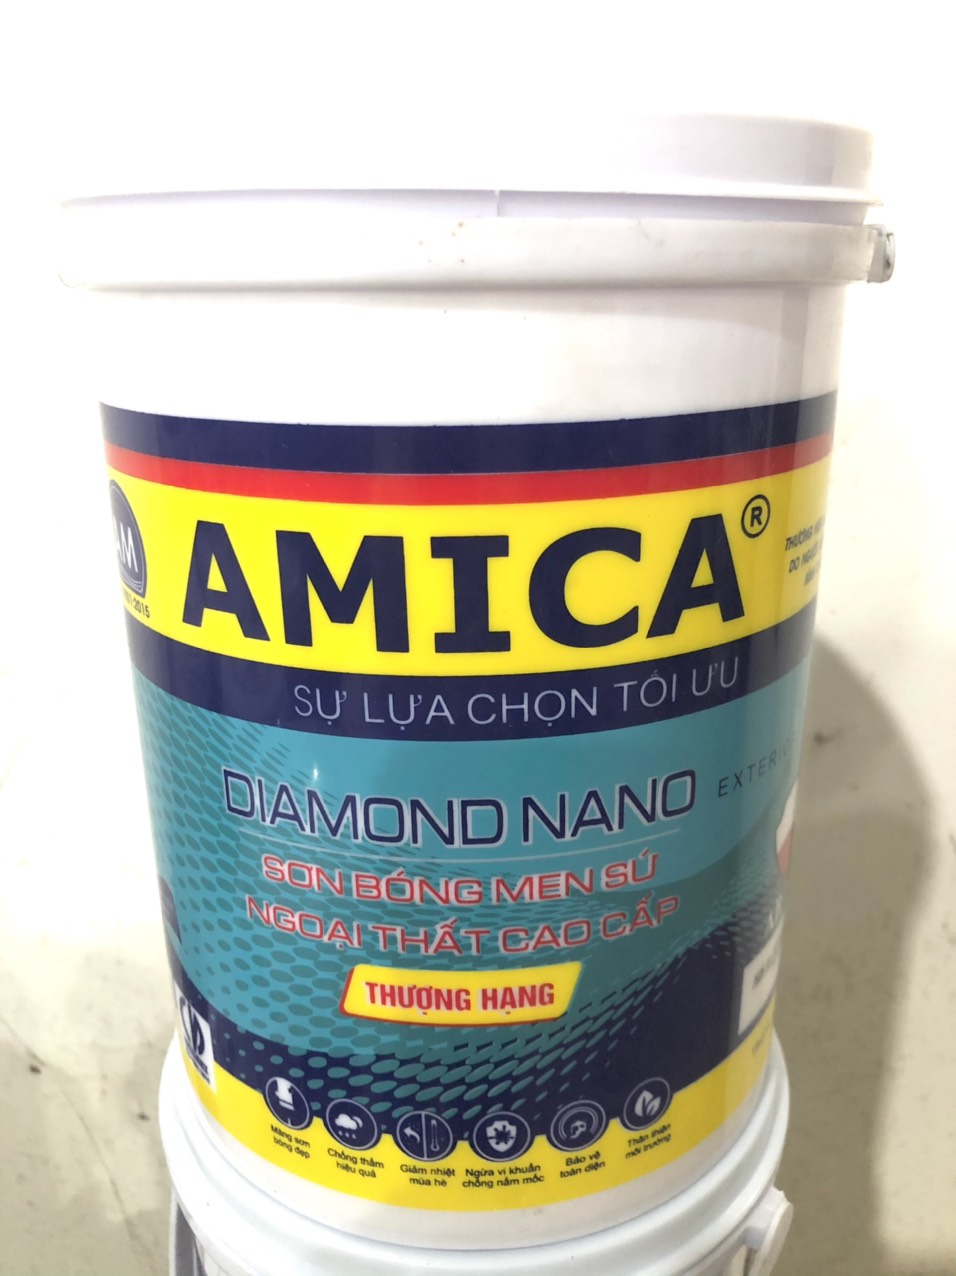 AM
AMICA®
THƯƠNG
SỰ LỰA CHỌN TỐI ƯU
DIAMOND NANO
SƠN BÓNG MEN SỨ
NGOẠI THẤT CAO CẤP
THƯỢNG HẠNG
Màng sơn
bóng đẹp
Chống thấm
hiệu quả
Giảm nhiệt
mùa hè
Ngừa vi khuẩn
chống nấm mốc
Bảo vệ
toàn diện
Thân thiện
môi trường